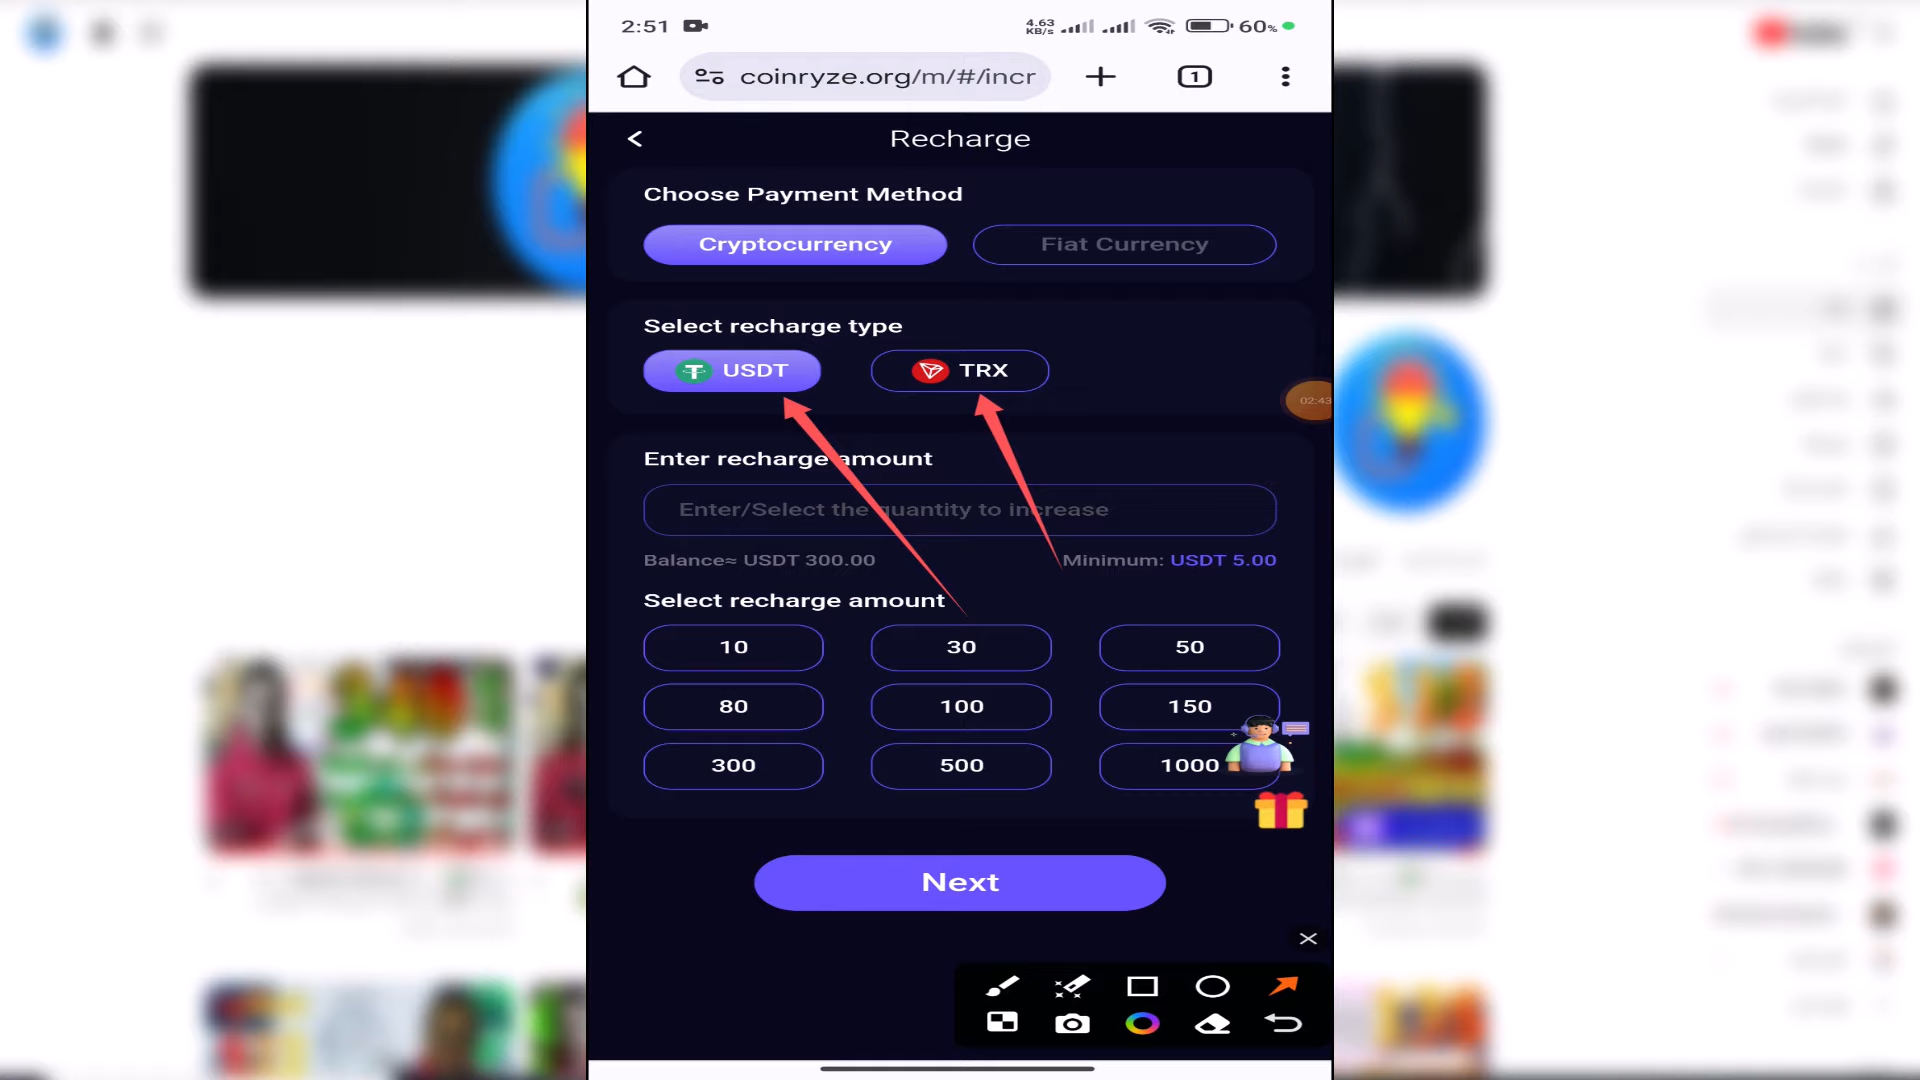 2:51
4.63 KB/s
60%
coinryze.org/m/#/incr
1
Recharge
Choose Payment Method
Cryptocurrency
Fiat Currency
Select recharge type
USDT
TRX
02:43
Enter recharge amount
Enter/Select the quantity to increase
Balance≈ USDT 300.00
Minimum: USDT 5.00
Select recharge amount
10
30
50
80
100
150
300
500
1000
Next